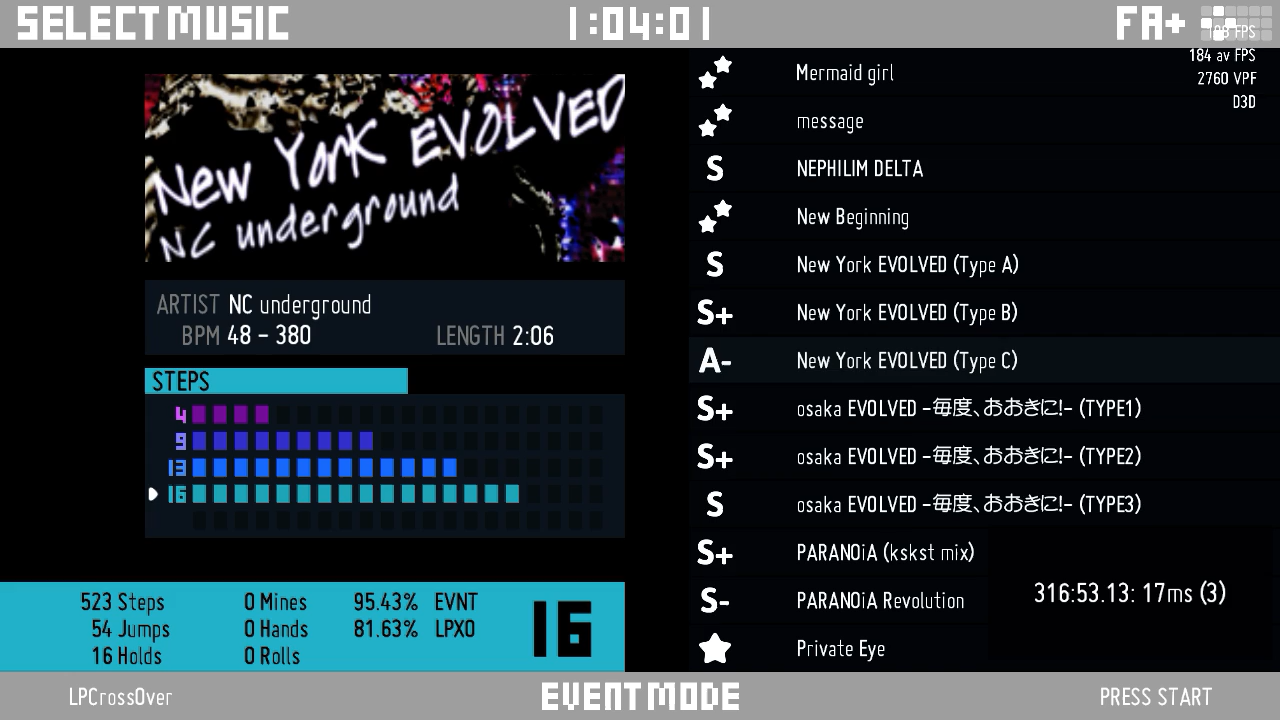 SELECT MUSIC
1:04:01
FA+
184 av FPS
2760 VPF
D3D
New York EVOLVED
NC underground
ARTIST NC underground
BPM 48 - 380 LENGTH 2:06
STEPS
4
9
13
16
523 Steps 0 Mines 95.43% EVNT
54 Jumps 0 Hands 81.63% LPXO
16 Holds 0 Rolls
16
Mermaid girl
message
S NEPHILIM DELTA
New Beginning
S New York EVOLVED (Type A)
S+ New York EVOLVED (Type B)
A- New York EVOLVED (Type C)
S+ osaka EVOLVED -毎度、おおきに!- (TYPE1)
S+ osaka EVOLVED -毎度、おおきに!- (TYPE2)
S osaka EVOLVED -毎度、おおきに!- (TYPE3)
S+ PARANOiA (kskst mix)
S- PARANOiA Revolution
Private Eye
316:53.13: 17ms (3)
LPCrossOver
EVENT MODE
PRESS START